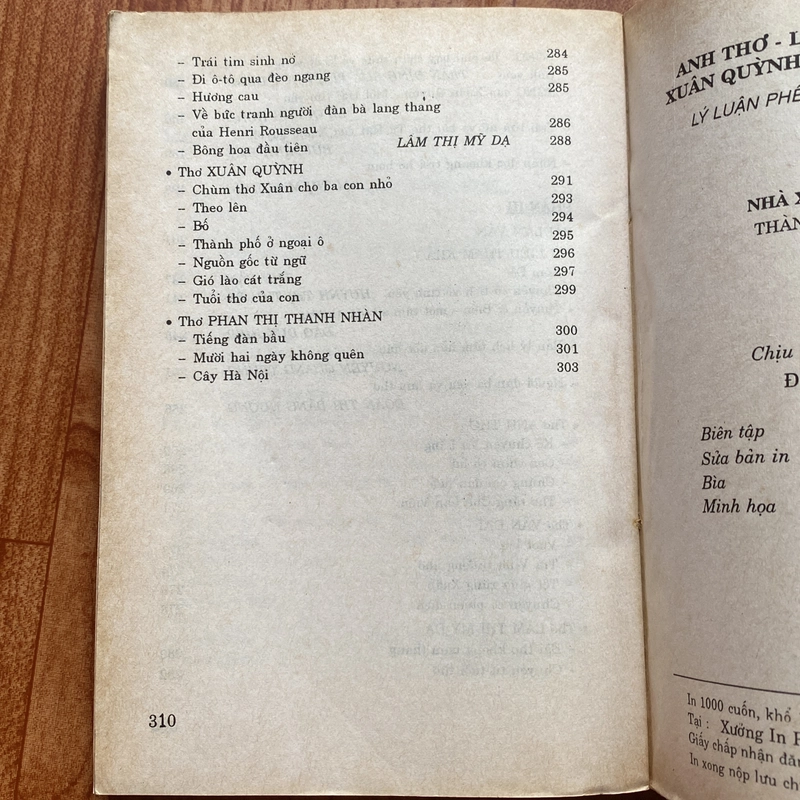 – Trái tim sinh nở 284
– Đi ô-tô qua đèo ngang 285
– Hương cau 285
– Về bức tranh người đàn bà lang thang
của Henri Rousseau 286
– Bông hoa đầu tiên LÂM THỊ MỸ DẠ 288
• Thơ XUÂN QUỲNH
– Chùm thơ Xuân cho ba con nhỏ 291
– Theo lên 293
– Bố 294
– Thành phố ở ngoại ô 295
– Nguồn gốc từ ngữ 296
– Gió lào cát trắng 297
– Tuổi thơ của con 299
• Thơ PHAN THỊ THANH NHÀN
– Tiếng đàn bầu 300
– Mười hai ngày không quên 301
– Cây Hà Nội 303
310
ANH THƠ - L
XUÂN QUỲNH
LÝ LUẬN PHÊ
NHÀ X
THÀN
Chịu
Đ
Biên tập
Sửa bản in
Bìa
Minh họa
In 1000 cuốn, khổ
Tại : Xưởng In
Giấy chấp nhận đăn
In xong nộp lưu ch